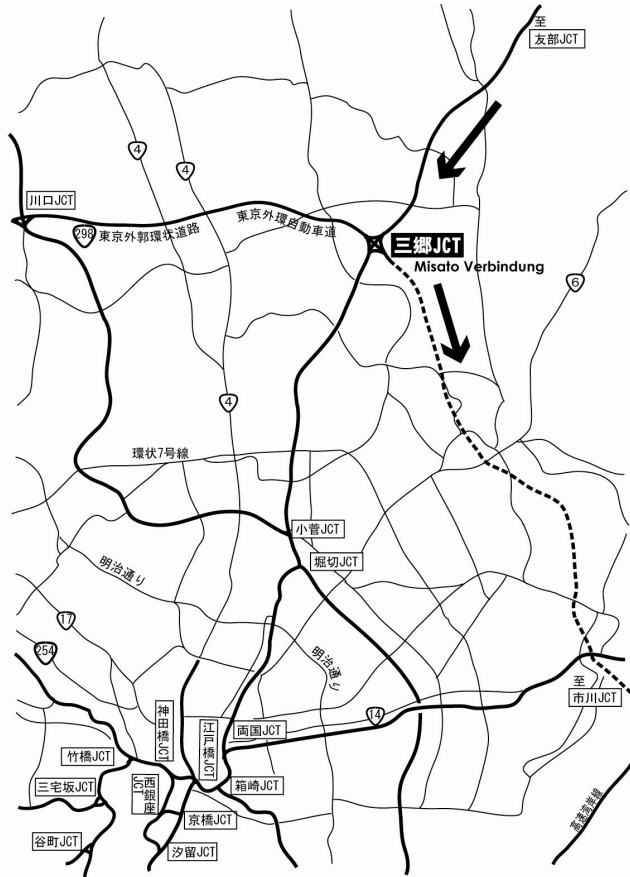 至
友部JCT
4
4
川口JCT
298
東京外郭環状道路
東京外環自動車道
三郷JCT
Misato Verbindung
6
4
環状7号線
小菅JCT
堀切JCT
明治通り
17
254
明治通り
至
市川JCT
14
神田橋JCT
江戸橋JCT
両国JCT
竹橋JCT
三宅坂JCT
西銀座JCT
箱崎JCT
京橋JCT
谷町JCT
汐留JCT
高速湾岸線